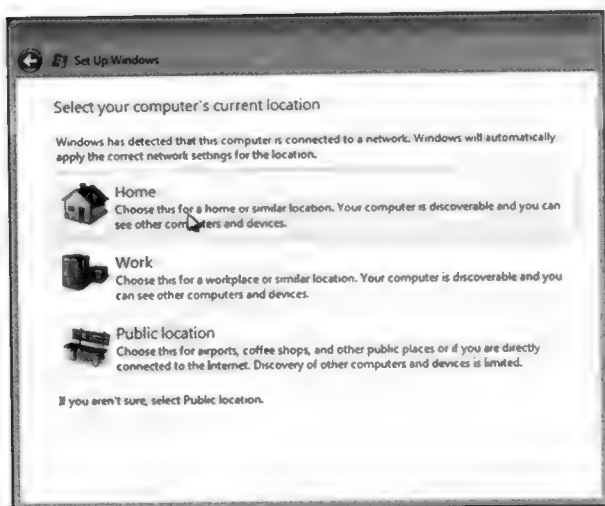 Set Up Windows
Select your computer's current location
Windows has detected that this computer is connected to a network. Windows will automatically
apply the correct network settings for the location.
Home
Choose this for a home or similar location. Your computer is discoverable and you can
see other computers and devices.
Work
Choose this for a workplace or similar location. Your computer is discoverable and you
can see other computers and devices.
Public location
Choose this for airports, coffee shops, and other public places or if you are directly
connected to the Internet. Discovery of other computers and devices is limited.
If you aren't sure, select Public location.